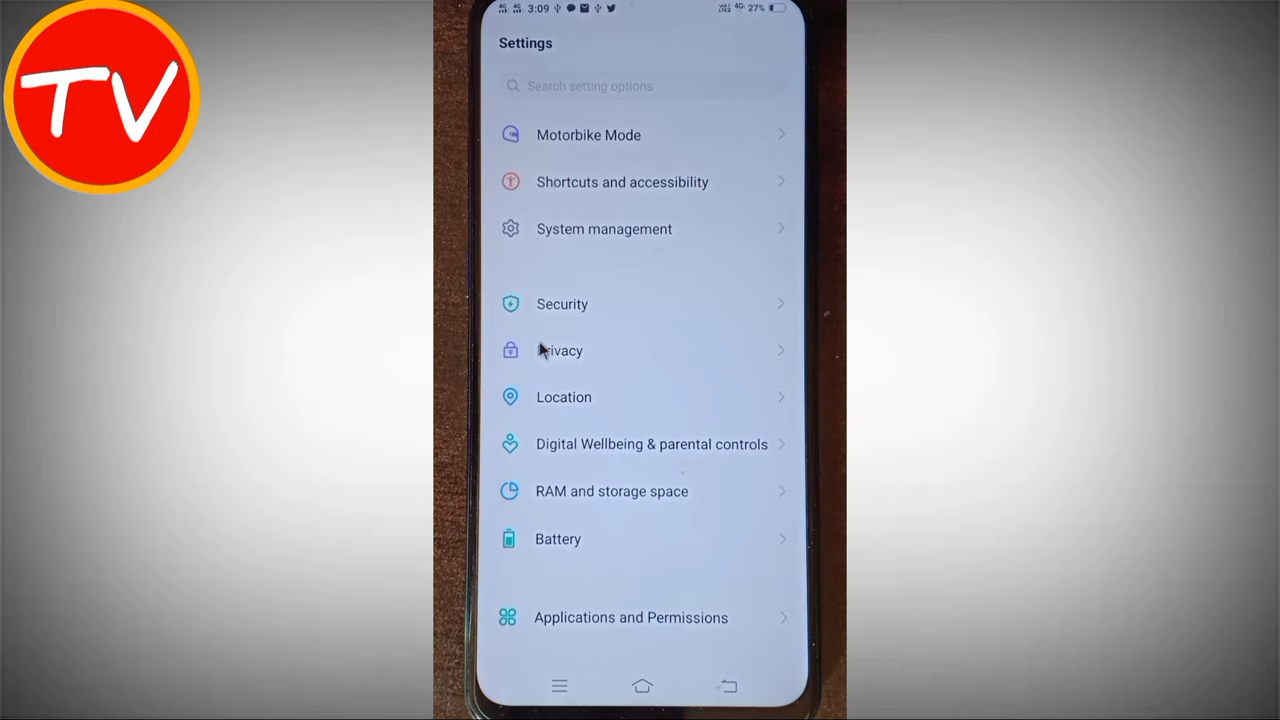 TV
3:09
27%
Settings
Search setting options
Motorbike Mode
Shortcuts and accessibility
System management
Security
ivacy
Location
Digital Wellbeing & parental controls
RAM and storage space
Battery
Applications and Permissions